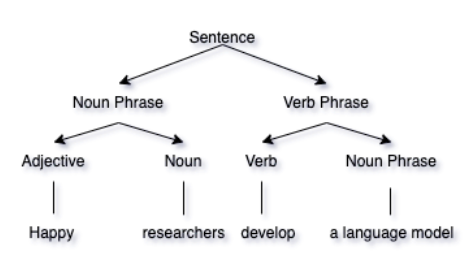 Sentence
Noun Phrase Verb Phrase
Adjective Noun Verb Noun Phrase
Happy researchers develop a language model